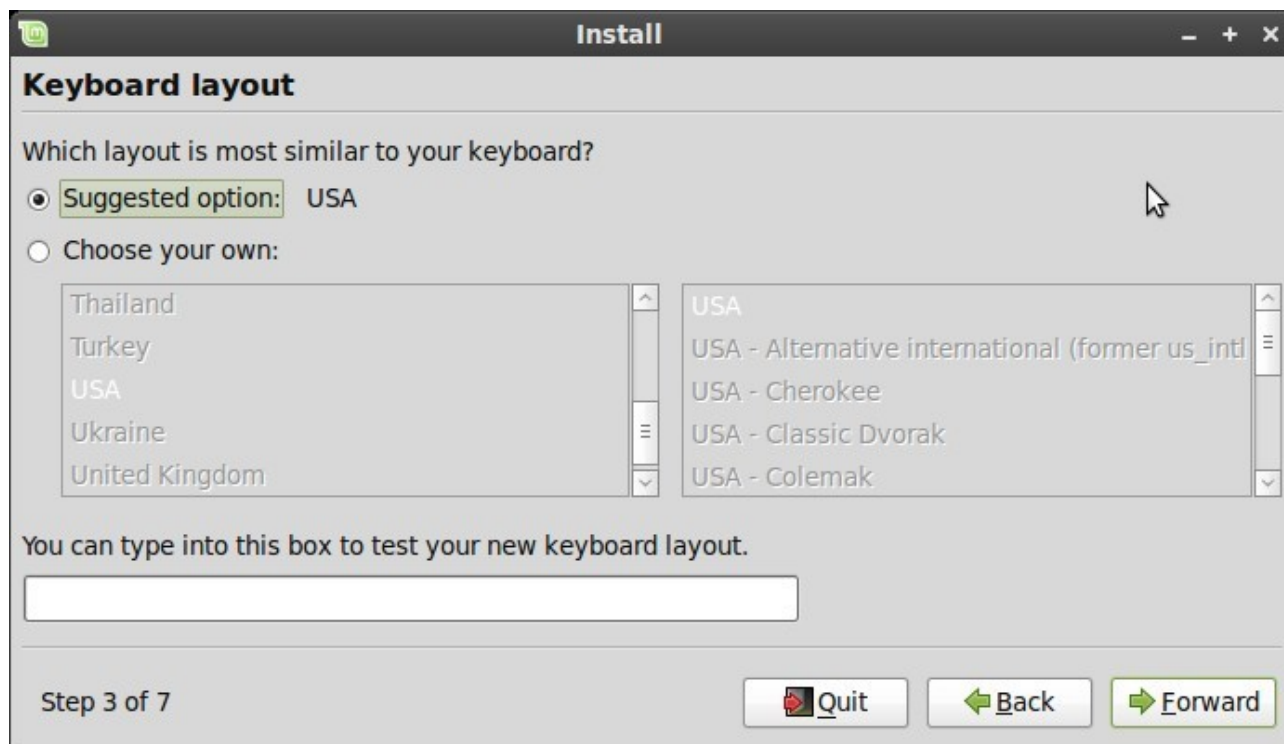 Install
Keyboard layout
Which layout is most similar to your keyboard?
Suggested option: USA
Choose your own:
Thailand
Turkey
USA
Ukraine
United Kingdom
USA
USA - Alternative international (former us_intl
USA - Cherokee
USA - Classic Dvorak
USA - Colemak
You can type into this box to test your new keyboard layout.
Step 3 of 7
Quit
Back
Forward